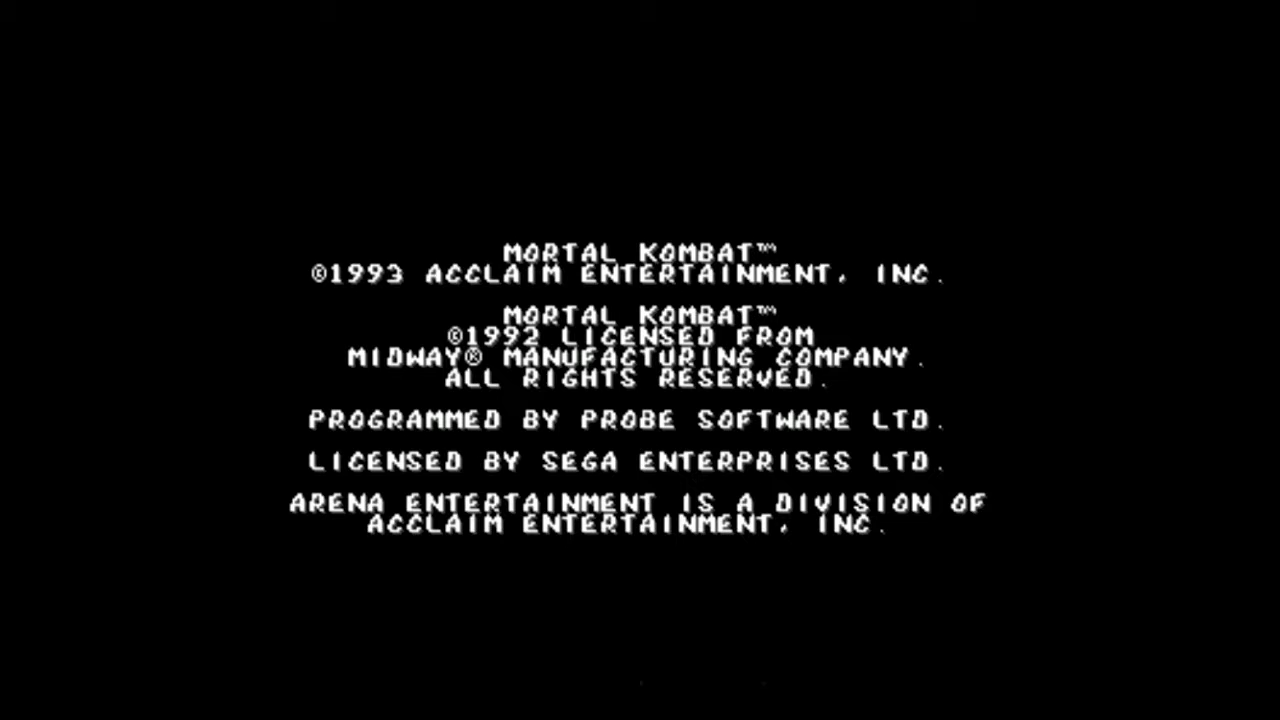 MORTAL KOMBAT™
©1993 ACCLAIM ENTERTAINMENT, INC.
MORTAL KOMBAT™
©1992 LICENSED FROM
MIDWAY® MANUFACTURING COMPANY.
ALL RIGHTS RESERVED.
PROGRAMMED BY PROBE SOFTWARE LTD.
LICENSED BY SEGA ENTERPRISES LTD.
ARENA ENTERTAINMENT IS A DIVISION OF
ACCLAIM ENTERTAINMENT, INC.